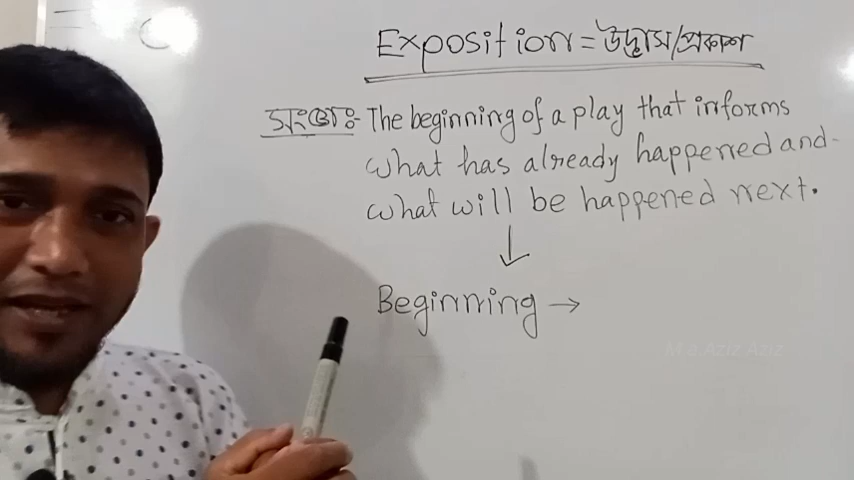 Exposition = উদ্ভাস/প্রকাশ
সংজ্ঞাঃ- The beginning of a play that informs
what has already happened and
what will be happened next.
↓
Beginning →
M.a.Aziz Aziz